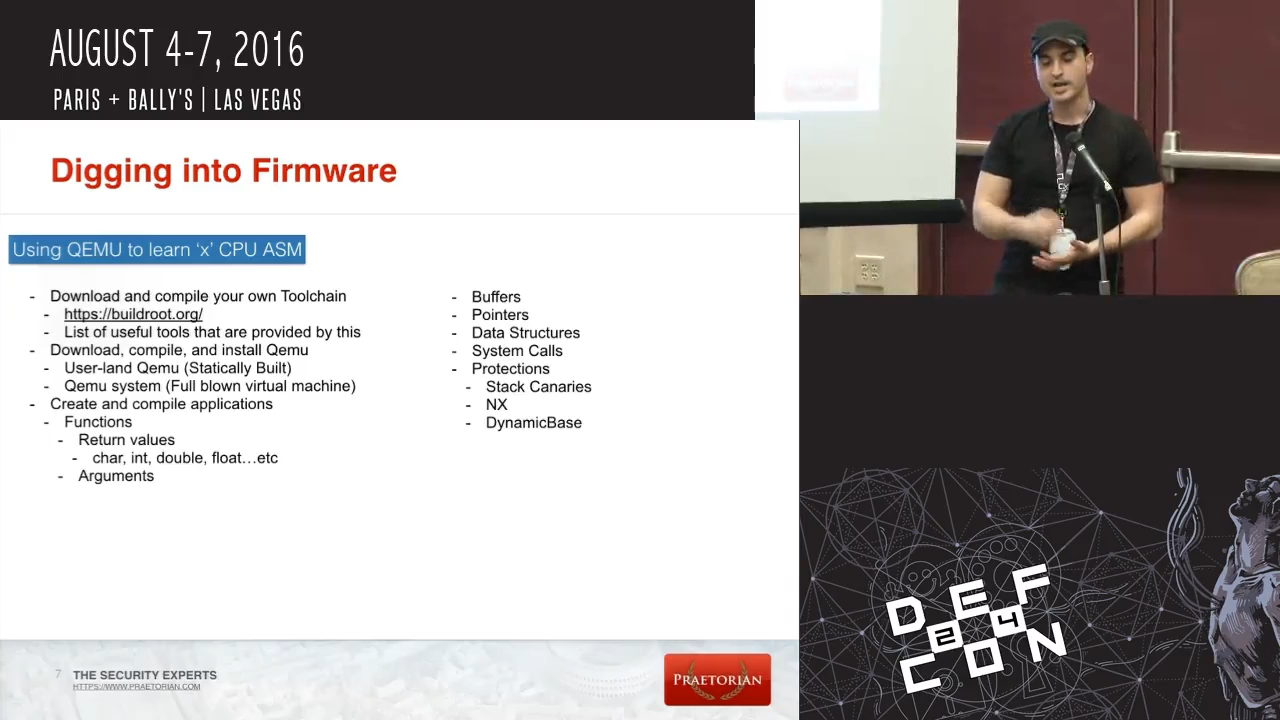 AUGUST 4-7, 2016
PARIS + BALLY'S | LAS VEGAS
Digging into Firmware
Using QEMU to learn ‘x’ CPU ASM
- Download and compile your own Toolchain
- https://buildroot.org/
- List of useful tools that are provided by this
- Download, compile, and install Qemu
- User-land Qemu (Statically Built)
- Qemu system (Full blown virtual machine)
- Create and compile applications
- Functions
- Return values
- char, int, double, float…etc
- Arguments
- Buffers
- Pointers
- Data Structures
- System Calls
- Protections
- Stack Canaries
- NX
- DynamicBase
7 THE SECURITY EXPERTS
HTTPS://WWW.PRAETORIAN.COM
PRAETORIAN
DEF
24
CON